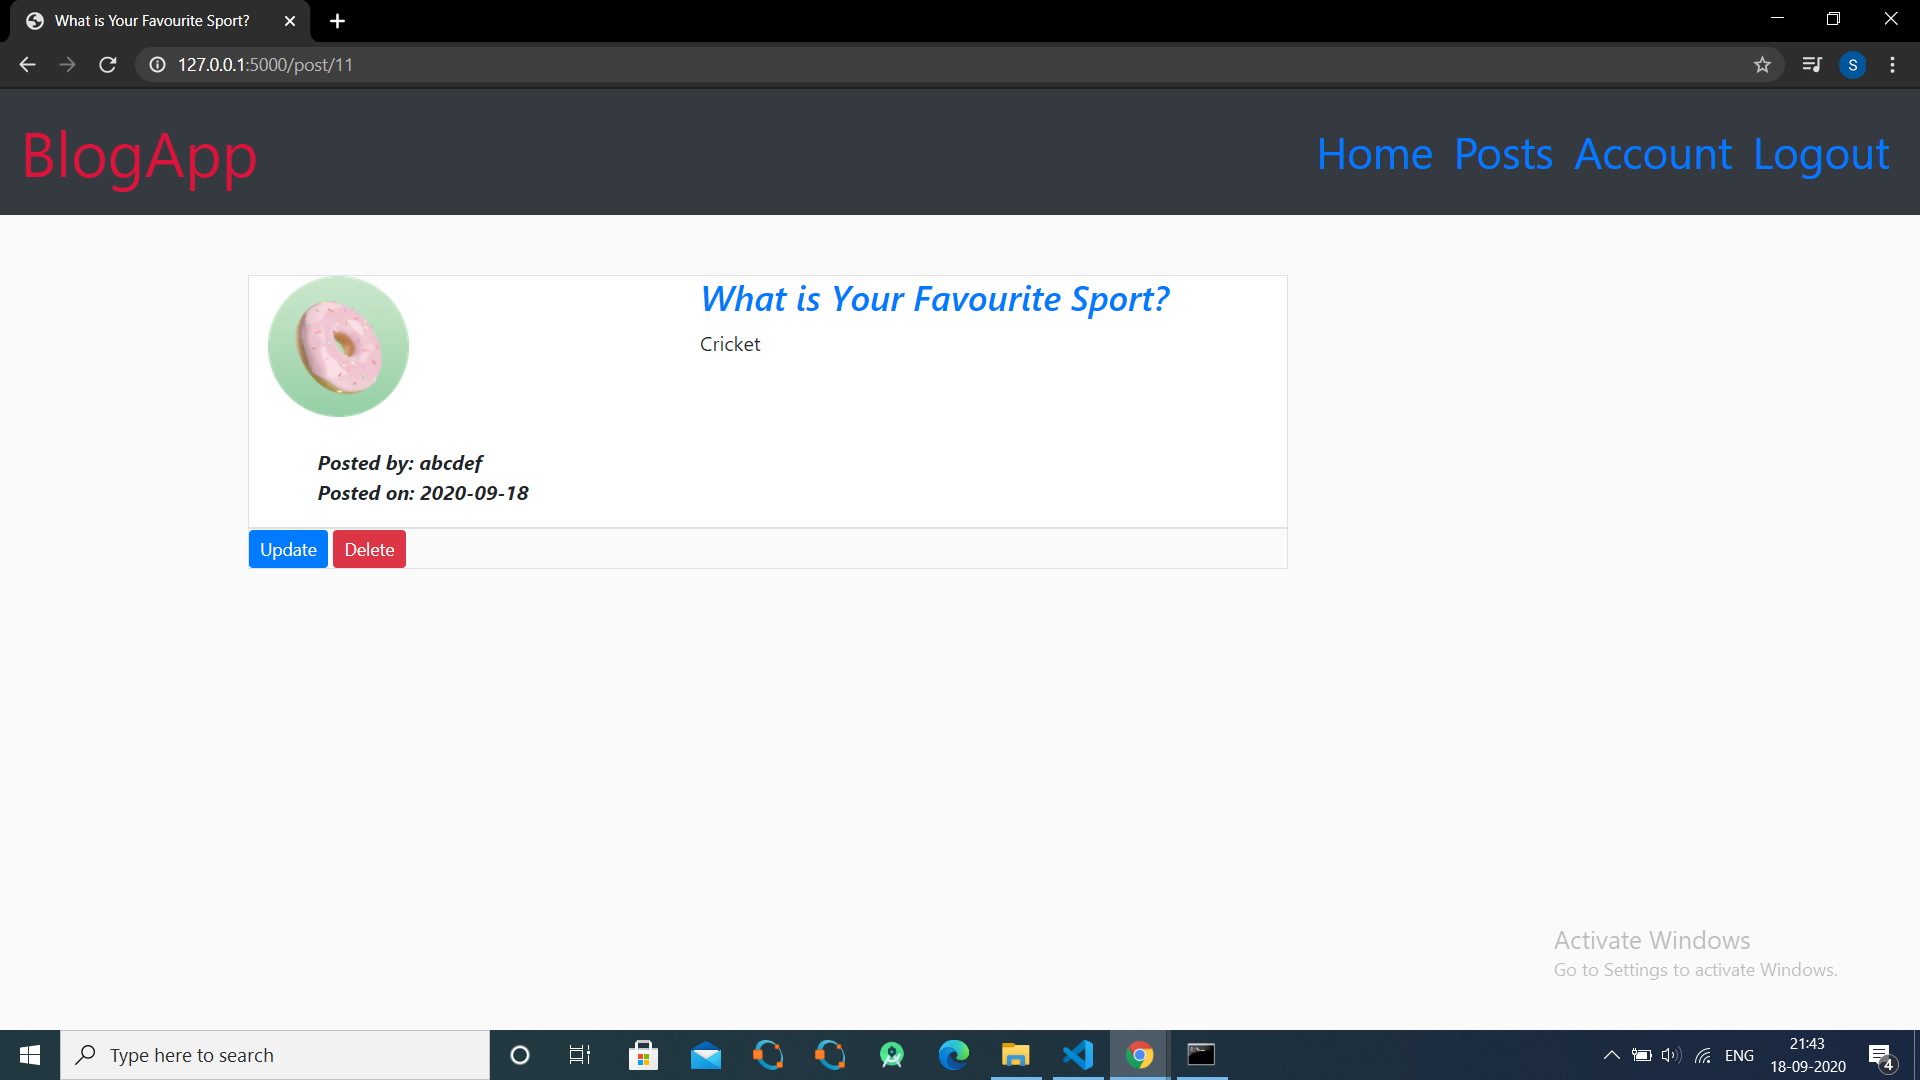 What is Your Favourite Sport?
127.0.0.1:5000/post/11
S
BlogApp
Home Posts Account Logout
What is Your Favourite Sport?
Cricket
Posted by: abcdef
Posted on: 2020-09-18
Update Delete
Activate Windows
Go to Settings to activate Windows.
Type here to search
ENG
21:43
18-09-2020
4